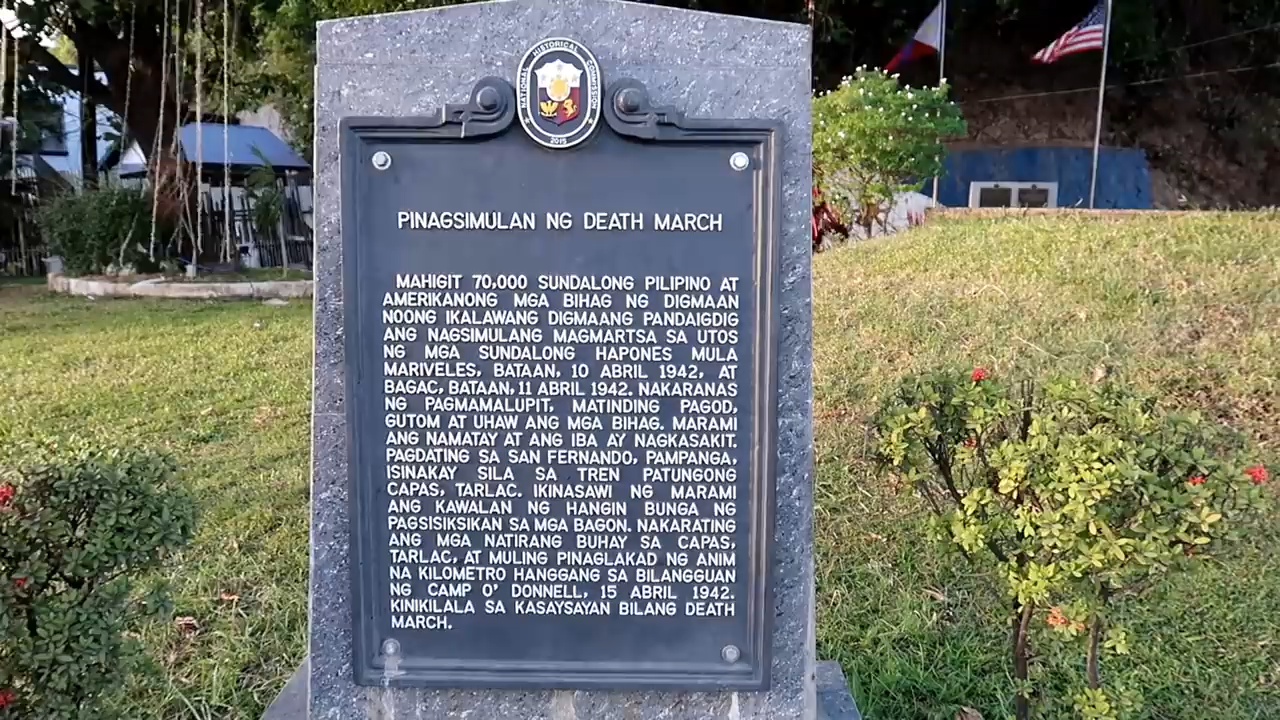 NATIONAL HISTORICAL COMMISSION
2015
PINAGSIMULAN NG DEATH MARCH
MAHIGIT 70,000 SUNDALONG PILIPINO AT
AMERIKANONG MGA BIHAG NG DIGMAAN
NOONG IKALAWANG DIGMAANG PANDAIGDIG
ANG NAGSIMULANG MAGMARTSA SA UTOS
NG MGA SUNDALONG HAPONES MULA
MARIVELES, BATAAN, 10 ABRIL 1942, AT
BAGAC, BATAAN, 11 ABRIL 1942. NAKARANAS
NG PAGMAMALUPIT, MATINDING PAGOD,
GUTOM AT UHAW ANG MGA BIHAG. MARAMI
ANG NAMATAY AT ANG IBA AY NAGKASAKIT.
PAGDATING SA SAN FERNANDO, PAMPANGA,
ISINAKAY SILA SA TREN PATUNGONG
CAPAS, TARLAC. IKINASAWI NG MARAMI
ANG KAWALAN NG HANGIN BUNGA NG
PAGSISIKSIKAN SA MGA BAGON. NAKARATING
ANG MGA NATIRANG BUHAY SA CAPAS,
TARLAC, AT MULING PINAGLAKAD NG ANIM
NA KILOMETRO HANGGANG SA BILANGGUAN
NG CAMP O' DONNELL, 15 ABRIL 1942.
KINIKILALA SA KASAYSAYAN BILANG DEATH
MARCH.